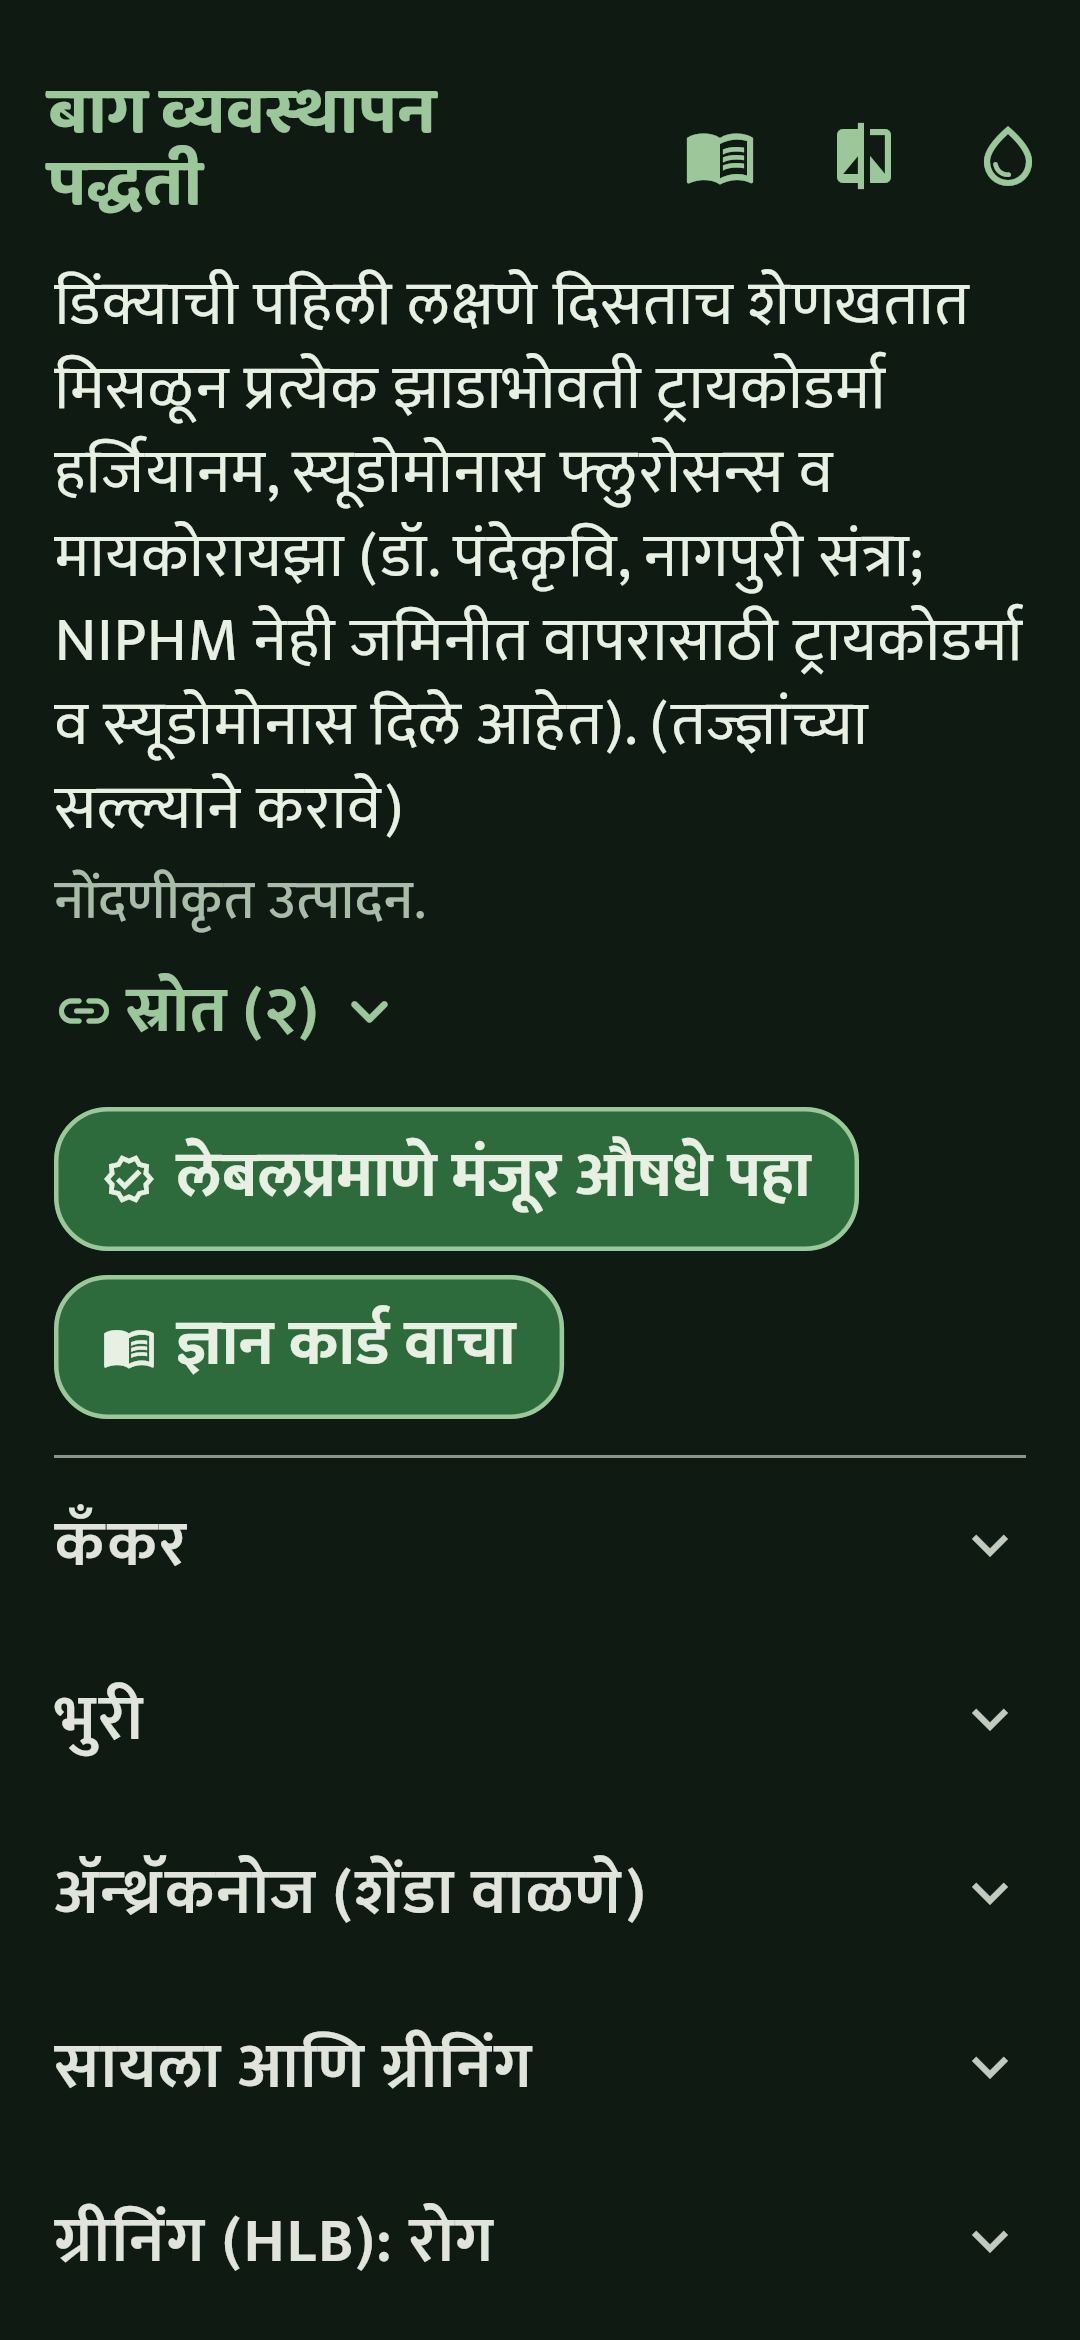 बाग व्यवस्थापन
पद्धती
डिंक्याची पहिली लक्षणे दिसताच शेणखतात
मिसळून प्रत्येक झाडाभोवती ट्रायकोडर्मा
हर्जियानम, स्यूडोमोनास फ्लुरोसन्स व
मायकोरायझा (डॉ. पंदेकृवि, नागपुरी संत्रा;
NIPHM नेही जमिनीत वापरासाठी ट्रायकोडर्मा
व स्यूडोमोनास दिले आहेत). (तज्ज्ञांच्या
सल्ल्याने करावे)
नोंदणीकृत उत्पादन.
स्रोत (२)
लेबलप्रमाणे मंजूर औषधे पहा
ज्ञान कार्ड वाचा
कँकर
भुरी
ॲन्थ्रॅकनोज (शेंडा वाळणे)
सायला आणि ग्रीनिंग
ग्रीनिंग (HLB): रोग